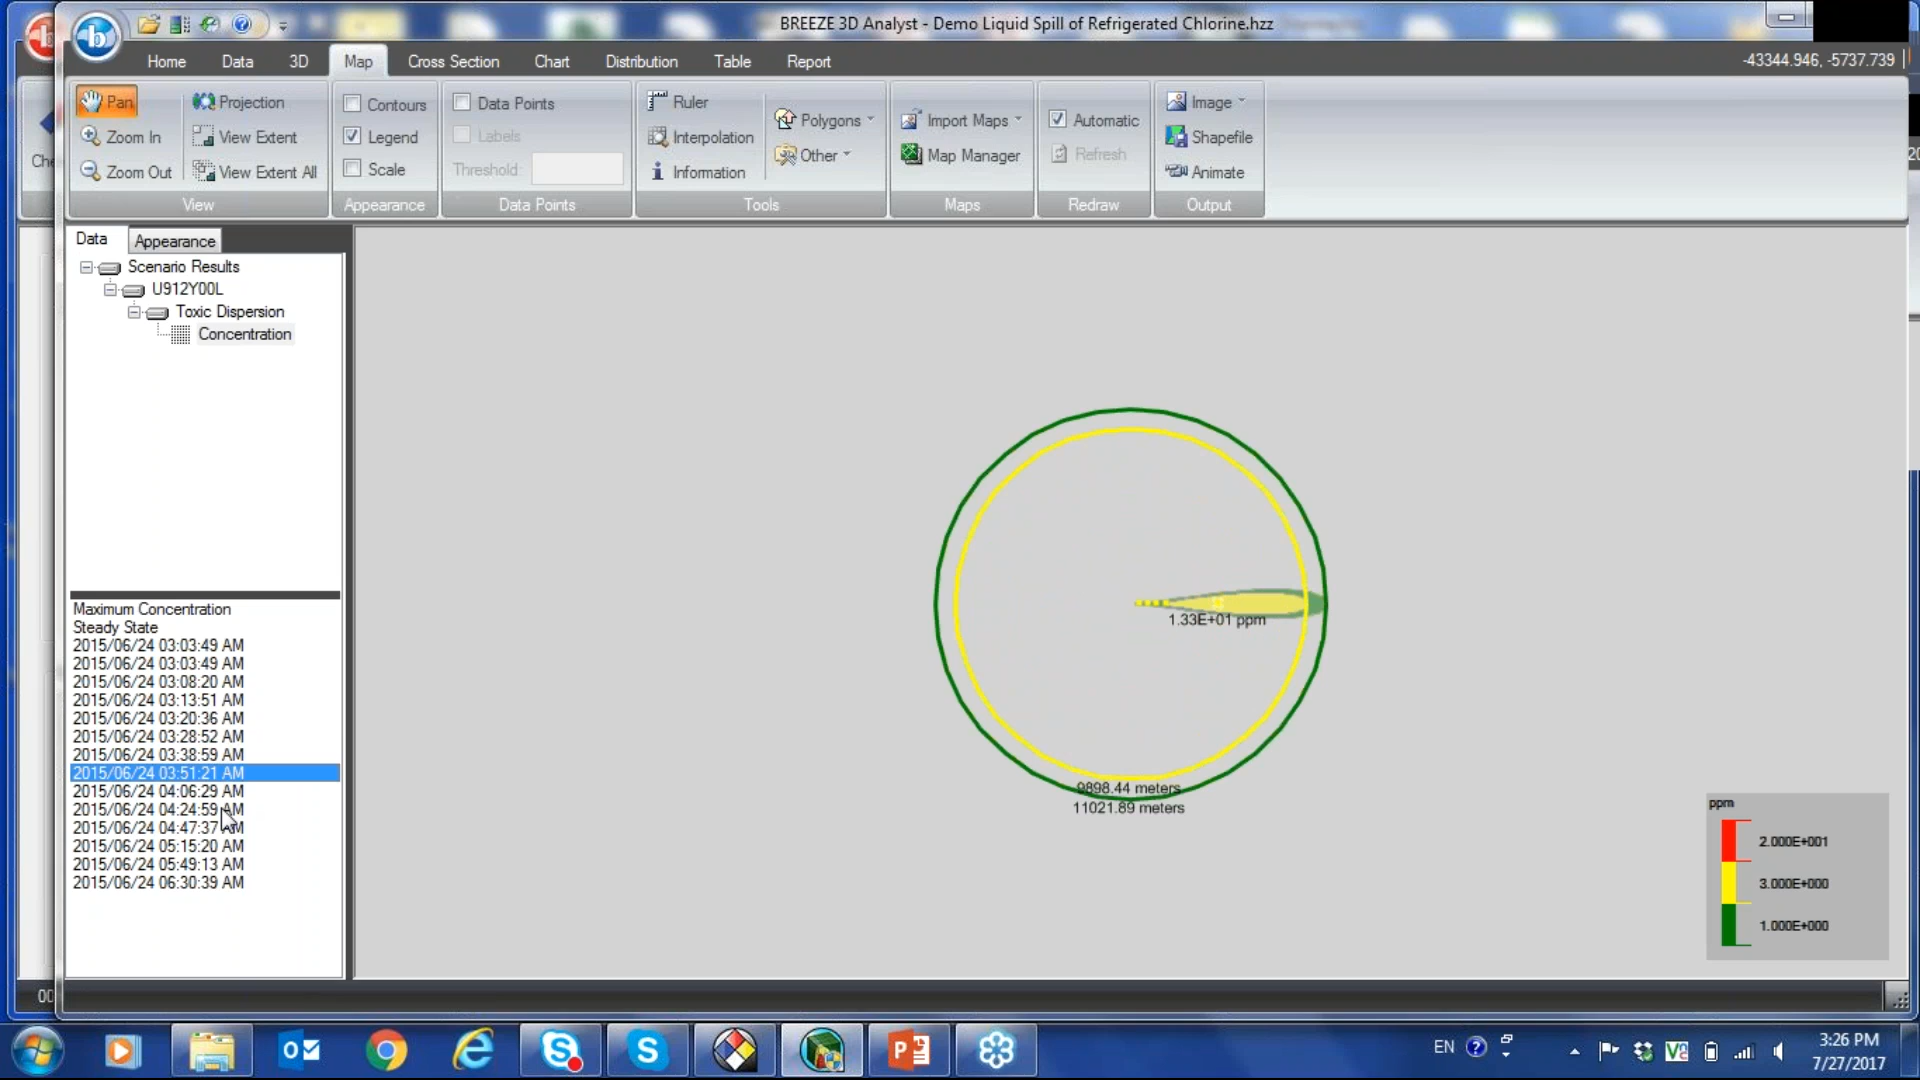 BREEZE 3D Analyst - Demo Liquid Spill of Refrigerated Chlorine.hzz
Home Data 3D Map Cross Section Chart Distribution Table Report
-43344.946, -5737.739
Pan
Projection
Contours
Data Points
Ruler
Polygons
Import Maps
Automatic
Image
Zoom In
View Extent
Legend
Labels
Interpolation
Other
Map Manager
Refresh
Shapefile
Zoom Out
View Extent All
Scale
Threshold:
Information
Animate
View
Appearance
Data Points
Tools
Maps
Redraw
Output
Data
Appearance
Scenario Results
U912Y00L
Toxic Dispersion
Concentration
Maximum Concentration
Steady State
2015/06/24 03:03:49 AM
2015/06/24 03:03:49 AM
2015/06/24 03:08:20 AM
2015/06/24 03:13:51 AM
2015/06/24 03:20:36 AM
2015/06/24 03:28:52 AM
2015/06/24 03:38:59 AM
2015/06/24 03:51:21 AM
2015/06/24 04:06:29 AM
2015/06/24 04:24:59 AM
2015/06/24 04:47:37 AM
2015/06/24 05:15:20 AM
2015/06/24 05:49:13 AM
2015/06/24 06:30:39 AM
1.33E+01 ppm
9898.44 meters
11021.89 meters
ppm
2.000E+001
3.000E+000
1.000E+000
EN
3:26 PM
7/27/2017